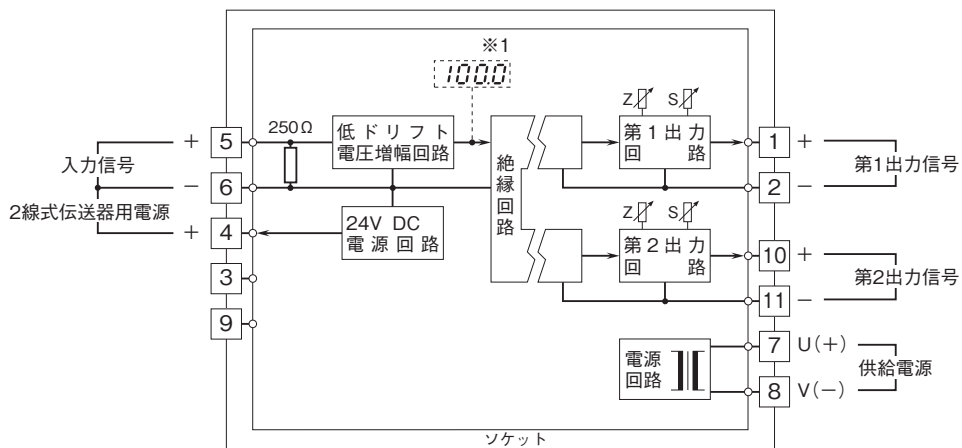 ※1
100.0
Z S
250Ω
低ドリフト
電圧増幅回路
絶縁回路
第1出力
回路
5 +
入力信号
6 −
2線式伝送器用電源
4 +
24V DC
電源回路
3
9
1 +
第1出力信号
2 −
Z S
第2出力
回路
10 +
第2出力信号
11 −
電源
回路
7 U(+)
供給電源
8 V(−)
ソケット